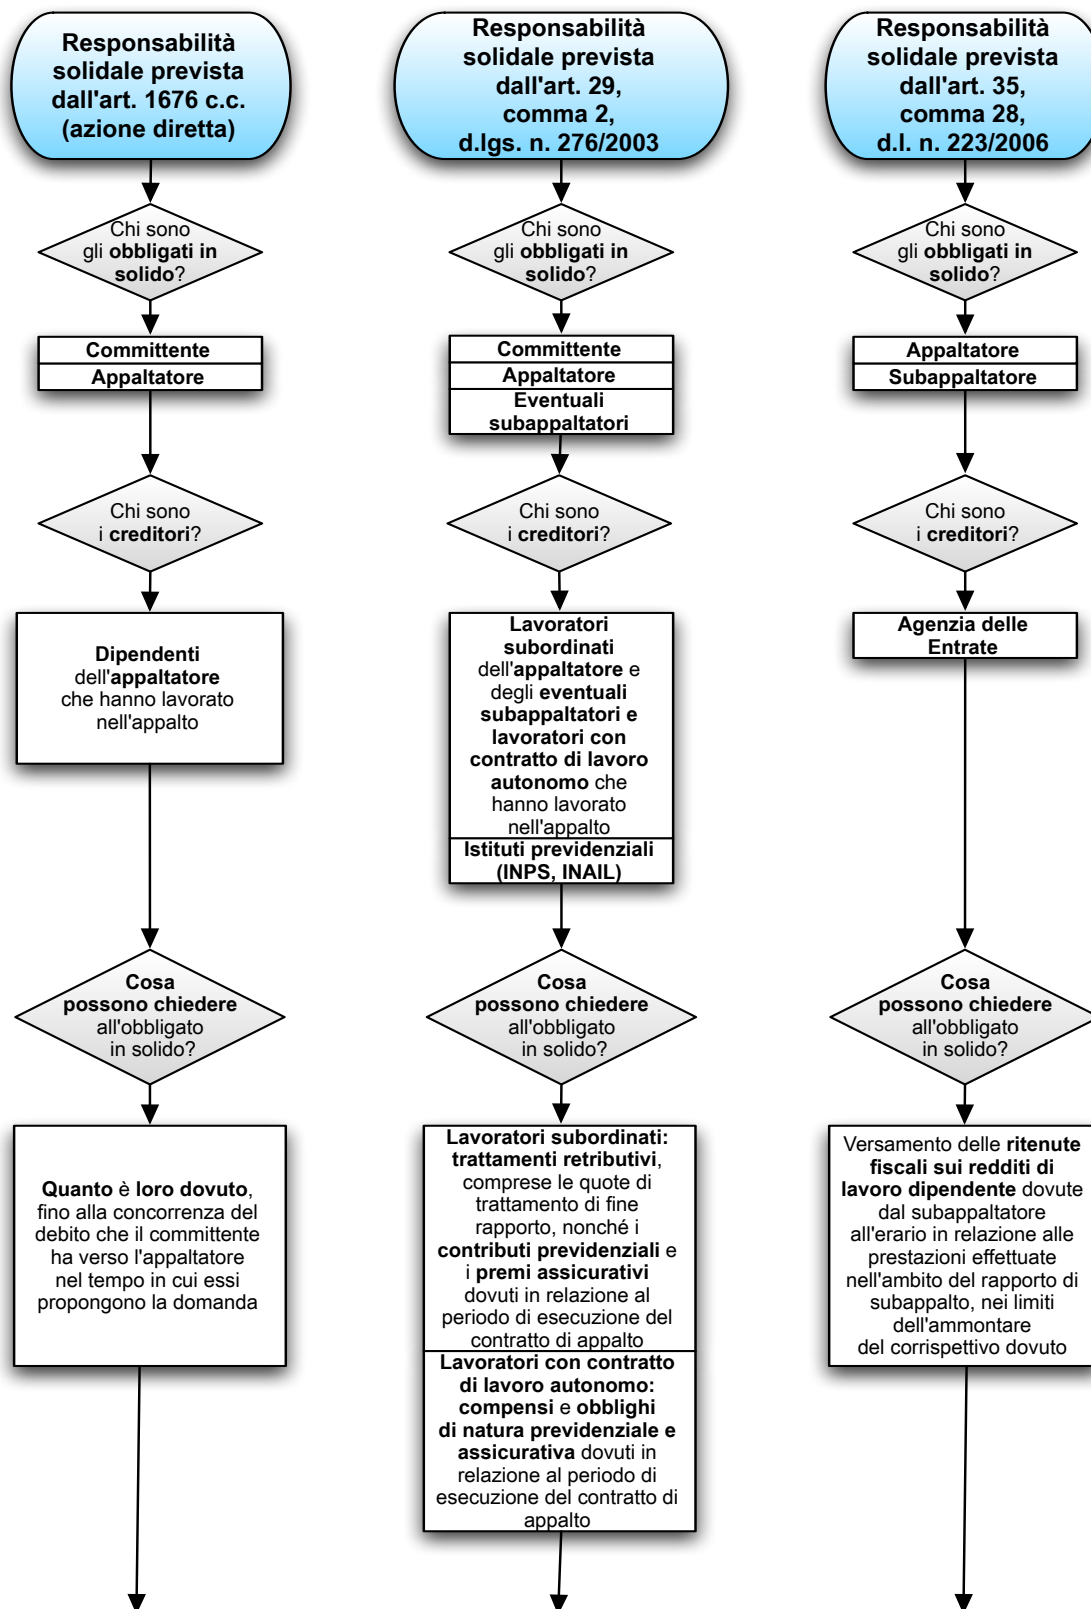 Responsabilità
solidale prevista
dall'art. 1676 c.c.
(azione diretta)
Chi sono
gli obbligati in
solido?
Committente
Appaltatore
Chi sono
i creditori?
Dipendenti
dell'appaltatore
che hanno lavorato
nell'appalto
Cosa
possono chiedere
all'obbligato
in solido?
Quanto è loro dovuto,
fino alla concorrenza del
debito che il committente
ha verso l'appaltatore
nel tempo in cui essi
propongono la domanda
Responsabilità
solidale prevista
dall'art. 29,
comma 2,
d.lgs. n. 276/2003
Chi sono
gli obbligati in
solido?
Committente
Appaltatore
Eventuali
subappaltatori
Chi sono
i creditori?
Lavoratori
subordinati
dell'appaltatore e
degli eventuali
subappaltatori e
lavoratori con
contratto di lavoro
autonomo che
hanno lavorato
nell'appalto
Istituti previdenziali
(INPS, INAIL)
Cosa
possono chiedere
all'obbligato
in solido?
Lavoratori subordinati:
trattamenti retributivi,
comprese le quote di
trattamento di fine
rapporto, nonché i
contributi previdenziali e
i premi assicurativi
dovuti in relazione al
periodo di esecuzione del
contratto di appalto
Lavoratori con contratto
di lavoro autonomo:
compensi e obblighi
di natura previdenziale e
assicurativa dovuti in
relazione al periodo di
esecuzione del contratto di
appalto
Responsabilità
solidale prevista
dall'art. 35,
comma 28,
d.l. n. 223/2006
Chi sono
gli obbligati in
solido?
Appaltatore
Subappaltatore
Chi sono
i creditori?
Agenzia delle
Entrate
Cosa
possono chiedere
all'obbligato
in solido?
Versamento delle ritenute
fiscali sui redditi di
lavoro dipendente dovute
dal subappaltatore
all'erario in relazione alle
prestazioni effettuate
nell'ambito del rapporto di
subappalto, nei limiti
dell'ammontare
del corrispettivo dovuto